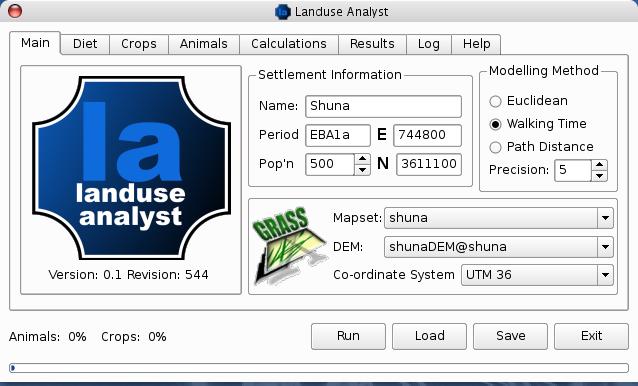 Landuse Analyst
Main Diet Crops Animals Calculations Results Log Help
la
landuse
analyst
Version: 0.1 Revision: 544
Settlement Information
Name: Shuna
Period EBA1a E 744800
Pop'n 500 N 3611100
Modelling Method
Euclidean
Walking Time
Path Distance
Precision: 5
GRASS
Mapset: shuna
DEM: shunaDEM@shuna
Co-ordinate System UTM 36
Animals: 0% Crops: 0%
Run Load Save Exit